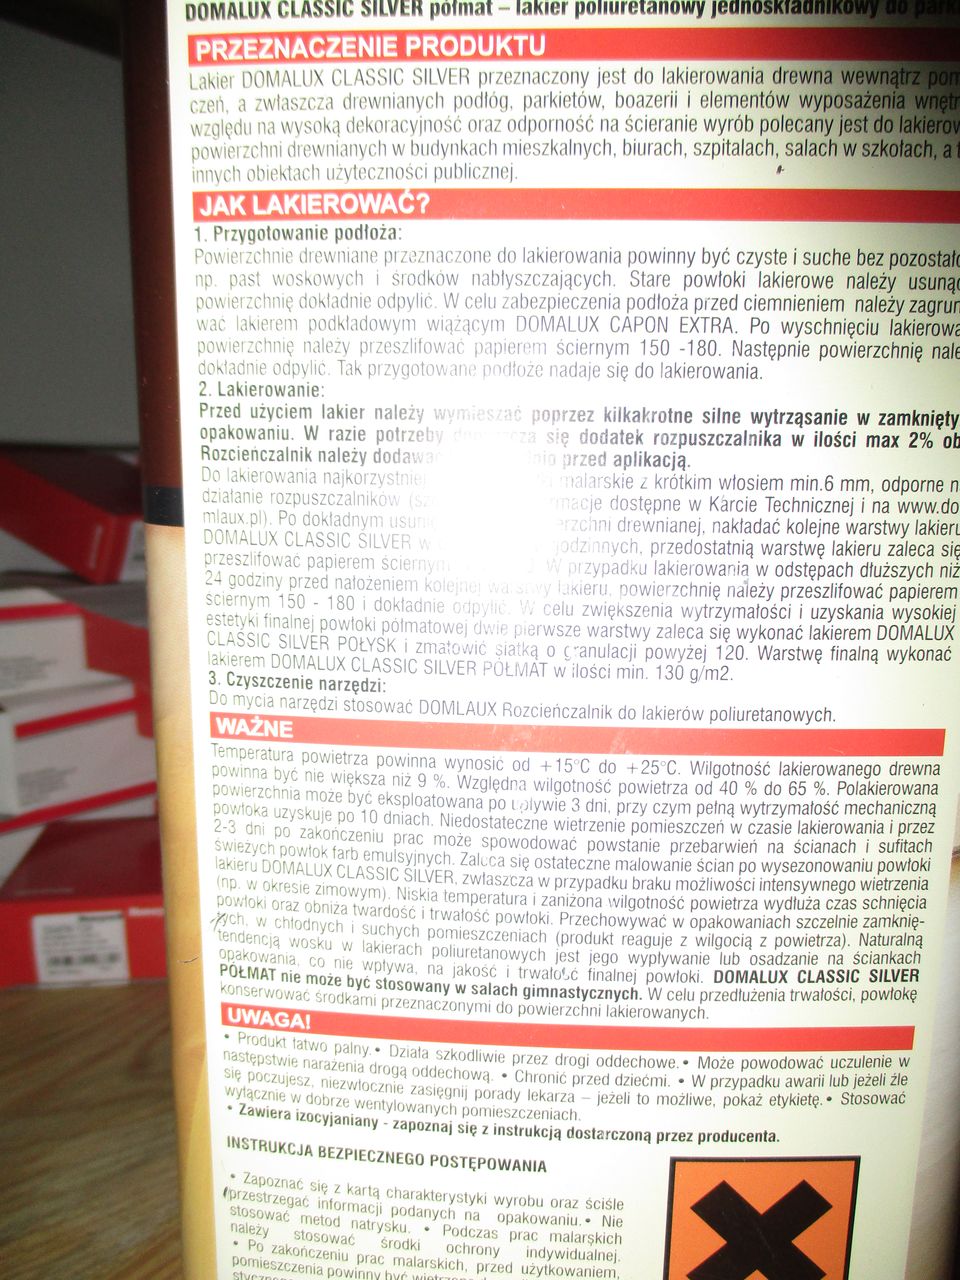 DOMALUX CLASSIC SILVER półmat – lakier poliuretanowy jednoskładnikowy do
PRZEZNACZENIE PRODUKTU
Lakier DOMALUX CLASSIC SILVER przeznaczony jest do lakierowania drewna wewnątrz
czeń, a zwłaszcza drewnianych podłóg, parkietów, boazerii i elementów wyposażenia
względu na wysoką dekoracyjność oraz odporność na ścieranie wyrób polecany jest do
powierzchni drewnianych w budynkach mieszkalnych, biurach, szpitalach, salach w szkołach, a
innych obiektach użyteczności publicznej.
JAK LAKIEROWAĆ?
1. Przygotowanie podłoża:
Powierzchnie drewniane przeznaczone do lakierowania powinny być czyste i suche bez
np. past woskowych i środków nabłyszczających. Stare powłoki lakierowe należy
powierzchnię dokładnie odpylić. W celu zabezpieczenia podłoża przed ciemnieniem należy
wać lakierem podkładowym wiążącym DOMALUX CAPON EXTRA. Po wyschnięciu
powierzchnię należy przeszlifować papierem ściernym 150 -180. Następnie powierzchnię
dokładnie odpylić. Tak przygotowane podłoże nadaje się do lakierowania.
2. Lakierowanie:
Przed użyciem lakier należy wymieszać poprzez kilkakrotne silne wytrząsanie w
opakowaniu. W razie potrzeby się dodatek rozpuszczalnika w ilości max 2%
Rozcieńczalnik należy przed aplikacją.
Do lakierowania malarskie z krótkim włosiem min.6 mm, odporne
działanie rozpuszczalników dostępne w Karcie Technicznej i na www.do
mlaux.pl). Po dokładnym drewnianej, nakładać kolejne warstwy
DOMALUX CLASSIC SILVER przedostatnią warstwę lakieru zaleca się
przeszlifować papierem W przypadku lakierowania w odstępach dłuższych niż
24 godziny przed nałożeniem kolejnej warstwy lakieru, powierzchnię należy przeszlifować papierem
ściernym 150 - 180 i dokładnie odpylić. W celu zwiększenia wytrzymałości i uzyskania wysokiej
estetyki finalnej powłoki półmatowej dwie pierwsze warstwy zaleca się wykonać lakierem DOMALUX
CLASSIC SILVER POŁYSK i zmatowić siatką o granulacji powyżej 120. Warstwę finalną wykonać
lakierem DOMALUX CLASSIC SILVER PÓŁMAT w ilości min. 130 g/m2.
3. Czyszczenie narzędzi:
Do mycia narzędzi stosować DOMLAUX Rozcieńczalnik do lakierów poliuretanowych.
WAŻNE
Temperatura powietrza powinna wynosić od +15°C do +25°C. Wilgotność lakierowanego drewna
powinna być nie większa niż 9 %. Względna wilgotność powietrza od 40 % do 65 %. Polakierowana
powierzchnia może być eksploatowana po upływie 3 dni, przy czym pełną wytrzymałość mechaniczną
powłoka uzyskuje po 10 dniach. Niedostateczne wietrzenie pomieszczeń w czasie lakierowania i przez
2-3 dni po zakończeniu prac może spowodować powstanie przebarwień na ścianach i sufitach
świeżych powłok farb emulsyjnych. Zaleca się ostateczne malowanie ścian po wysezonowaniu powłoki
lakieru DOMALUX CLASSIC SILVER, zwłaszcza w przypadku braku możliwości intensywnego wietrzenia
(np. w okresie zimowym). Niskia temperatura i zaniżona wilgotność powietrza wydłuża czas schnięcia
powłoki oraz obniża twardość i trwałość powłoki. Przechowywać w opakowaniach szczelnie zamknię-
tych, w chłodnych i suchych pomieszczeniach (produkt reaguje z wilgocią z powietrza). Naturalną
tendencją wosku w lakierach poliuretanowych jest jego wypływanie lub osadzanie na ściankach
opakowania, co nie wpływa, na jakość i trwałość finalnej powłoki. DOMALUX CLASSIC SILVER
PÓŁMAT nie może być stosowany w salach gimnastycznych. W celu przedłużenia trwałości, powłokę
konserwować środkami przeznaczonymi do powierzchni lakierowanych.
UWAGA!
• Produkt łatwo palny. • Działa szkodliwie przez drogi oddechowe. • Może powodować uczulenie w
następstwie narażenia drogą oddechową. • Chronić przed dziećmi. • W przypadku awarii lub jeżeli źle
się poczujesz, niezwłocznie zasięgnij porady lekarza – jeżeli to możliwe, pokaż etykietę. • Stosować
wyłącznie w dobrze wentylowanych pomieszczeniach.
• Zawiera izocyjaniany - zapoznaj się z instrukcją dostarczoną przez producenta.
INSTRUKCJA BEZPIECZNEGO POSTĘPOWANIA
• Zapoznać się z kartą charakterystyki wyrobu oraz ściśle
przestrzegać informacji podanych na opakowaniu. • Nie
stosować metod natrysku. • Podczas prac malarskich
należy stosować środki ochrony indywidualnej.
• Po zakończeniu prac malarskich, przed użytkowaniem,
pomieszczenia powinny być